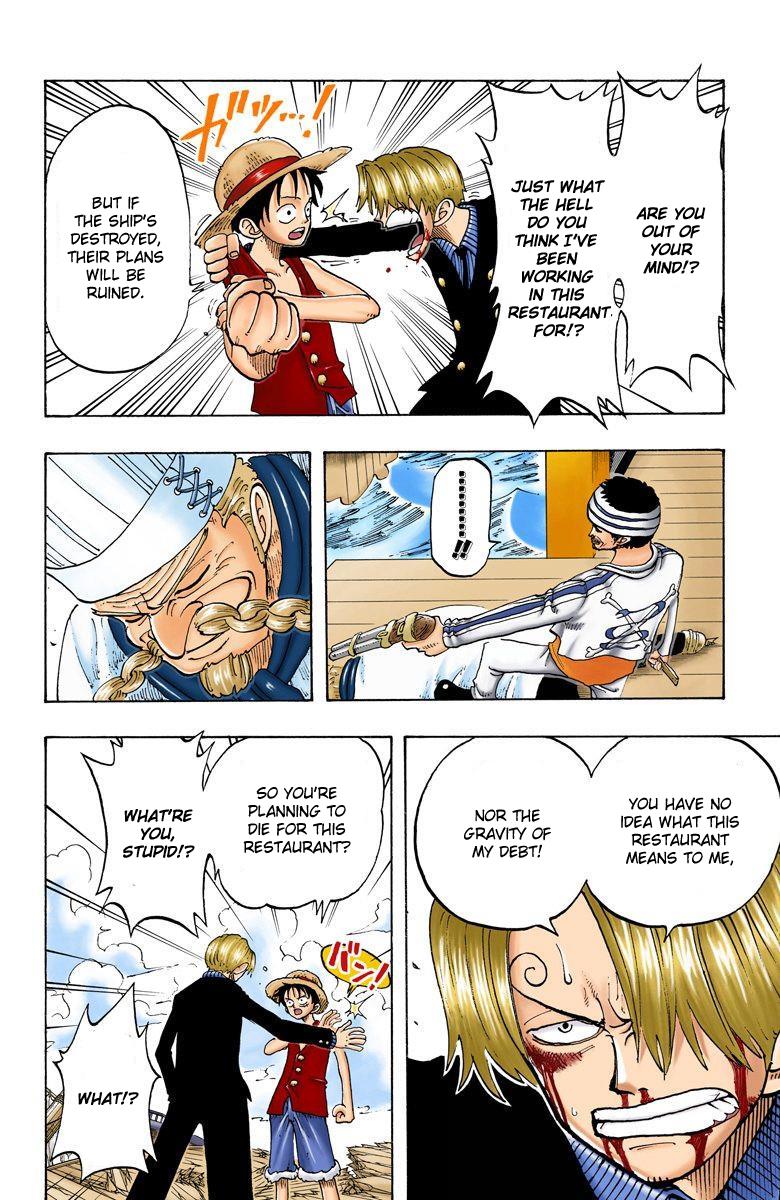 ガッ…!
ARE YOU
OUT OF
YOUR
MIND!?
JUST WHAT
THE HELL
DO YOU
THINK I'VE
BEEN
WORKING
IN THIS
RESTAURANT
FOR!?
BUT IF
THE SHIP'S
DESTROYED,
THEIR PLANS
WILL BE
RUINED.
..........!!
YOU HAVE NO
IDEA WHAT THIS
RESTAURANT
MEANS TO ME,
NOR THE
GRAVITY OF
MY DEBT!
SO YOU'RE
PLANNING TO
DIE FOR THIS
RESTAURANT?
WHAT'RE
YOU,
STUPID!?
バン!
WHAT!?